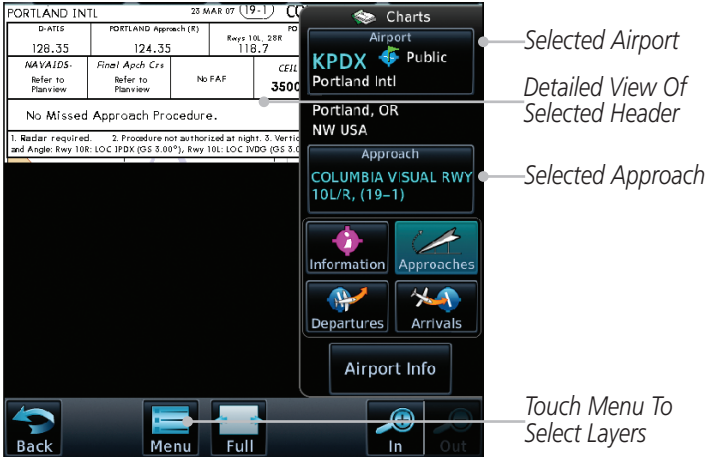 PORTLAND INTL 23 MAR 07 (19-1)
Charts
D-ATIS PORTLAND Approach (R)
Rwys 10L, 28R
128.35 124.35 118.7
NAVAIDS- Final Apch Crs
Refer to Planview
Refer to Planview
No FAF
CEIL
3500
No Missed Approach Procedure.
1. Radar required. 2. Procedure not authorized at night. 3.
and Angle: Rwy 10R: LOC IPDX (GS 3.00°), Rwy 10L: LOC IVDG (GS
Airport
KPDX Public
Portland Intl
Portland, OR
NW USA
Approach
COLUMBIA VISUAL RWY
10L/R, (19-1)
Information Approaches
Departures Arrivals
Airport Info
Back Menu Full In Out
Selected Airport
Detailed View Of
Selected Header
Selected Approach
Touch Menu To
Select Layers